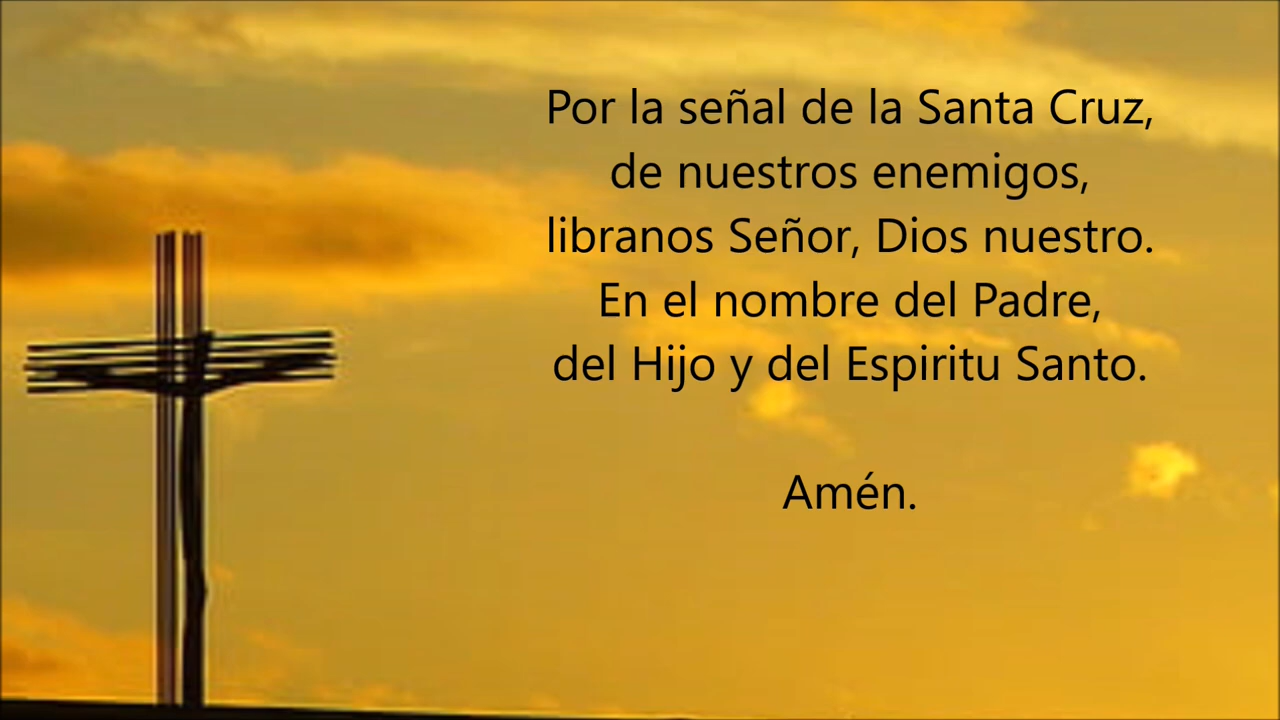 Por la señal de la Santa Cruz,
de nuestros enemigos,
libranos Señor, Dios nuestro.
En el nombre del Padre,
del Hijo y del Espiritu Santo.
Amén.